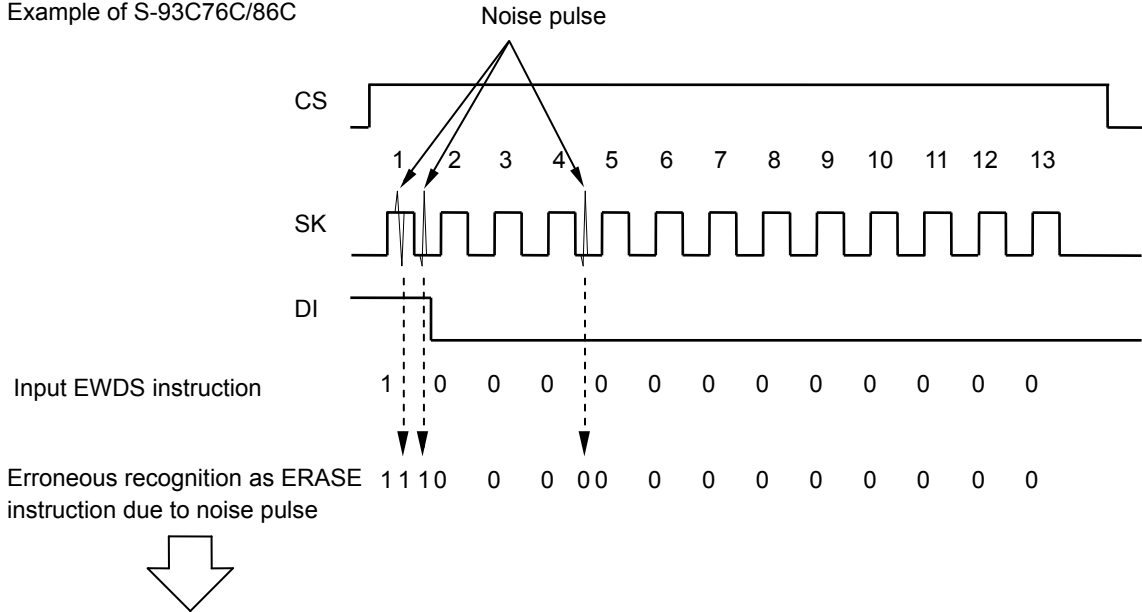 Example of S-93C76C/86C
Noise pulse
CS
1 2 3 4 5 6 7 8 9 10 11 12 13
SK
DI
Input EWDS instruction 1 0 0 0 0 0 0 0 0 0 0 0 0
Erroneous recognition as ERASE 1 1 1 0 0 0 0 0 0 0 0 0 0 0 0 0
instruction due to noise pulse